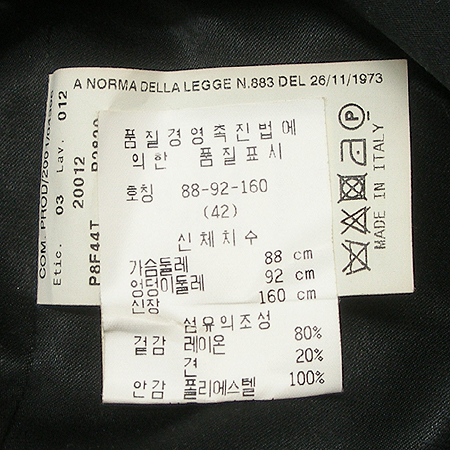 A NORMA DELLA LEGGE N.883 DEL 26/11/1973
COM. PROD/2001/0
Etic. 03 Lav. 012
20012
P8F44T
MADE IN ITALY
품질경영촉진법에
의한 품질표시
호칭 88-92-160
(42)
신체치수
가슴둘레 88 cm
엉덩이둘레 92 cm
신장 160 cm
섬유의조성
겉감 레이온 80%
견 20%
안감 폴리에스텔 100%